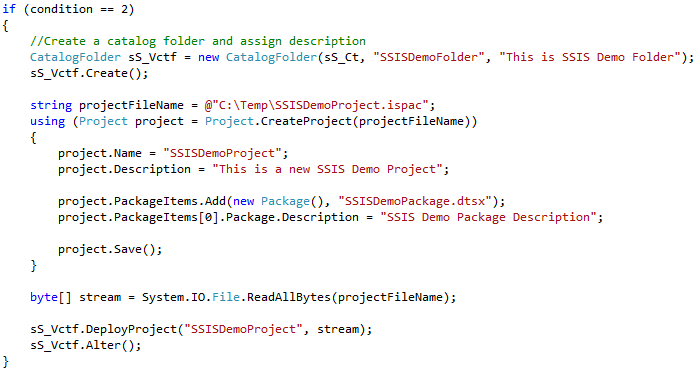 if (condition == 2)
{
    //Create a catalog folder and assign description
    CatalogFolder sS_Vctf = new CatalogFolder(sS_Ct, "SSISDemoFolder", "This is SSIS Demo Folder");
    sS_Vctf.Create();

    string projectFileName = @"C:\Temp\SSISDemoProject.ispac";
    using (Project project = Project.CreateProject(projectFileName))
    {
        project.Name = "SSISDemoProject";
        project.Description = "This is a new SSIS Demo Project";

        project.PackageItems.Add(new Package(), "SSISDemoPackage.dtsx");
        project.PackageItems[0].Package.Description = "SSIS Demo Package Description";

        project.Save();
    }

    byte[] stream = System.IO.File.ReadAllBytes(projectFileName);

    sS_Vctf.DeployProject("SSISDemoProject", stream);
    sS_Vctf.Alter();
}